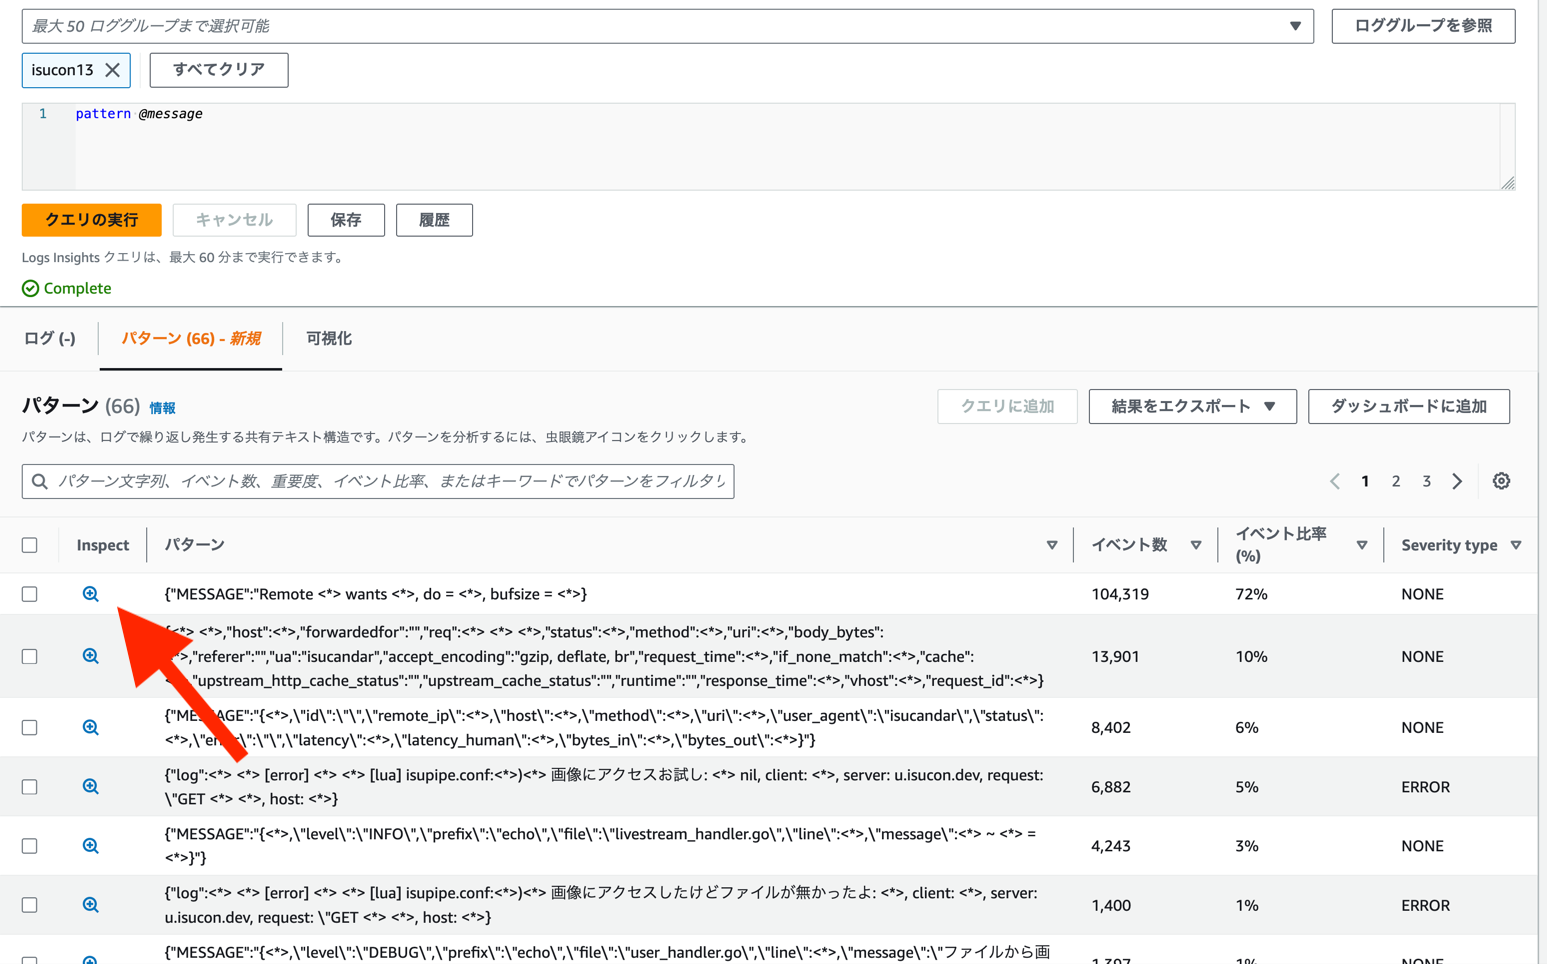 最大 50 ロググループまで選択可能
ロググループを参照
isucon13
すべてクリア
1 pattern @message
クエリの実行
キャンセル
保存
履歴
Logs Insights クエリは、最大 60 分まで実行できます。
Complete
ログ (-)
パターン (66) - 新規
可視化
パターン (66) 情報
クエリに追加
結果をエクスポート
ダッシュボードに追加
パターンは、ログで繰り返し発生する共有テキスト構造です。パターンを分析するには、虫眼鏡アイコンをクリックします。
パターン文字列、イベント数、重要度、イベント比率、またはキーワードでパターンをフィルタリ
1 2 3
Inspect
パターン
イベント数
イベント比率
(%)
Severity type
{"MESSAGE":"Remote <*> wants <*>, do = <*>, bufsize = <*>}
104,319
72%
NONE
<*> <*>,"host":<*>,"forwardedfor":"","req":<*> <*> <*>,"status":<*>,"method":<*>,"uri":<*>,"body_bytes":
,"referer":"","ua":"isucandar","accept_encoding":"gzip, deflate, br","request_time":<*>,"if_none_match":<*>,"cache":
,"upstream_http_cache_status":"","upstream_cache_status":"","runtime":"","response_time":<*>,"vhost":<*>,"request_id":<*>}
13,901
10%
NONE
{"MES AGE":"{<*>,\"id\":\"\",\"remote_ip\":<*>,\"host\":<*>,\"method\":<*>,\"uri\":<*>,\"user_agent\":\"isucandar\",\"status\":
<*>,\"er \":\"\",\"latency\":<*>,\"latency_human\":<*>,\"bytes_in\":<*>,\"bytes_out\":<*>}"}
8,402
6%
NONE
{"log":<*> <*> [error] <*> <*> [lua] isupipe.conf:<*>)<*> 画像にアクセスお試し: <*> nil, client: <*>, server: u.isucon.dev, request:
\"GET <*> <*>, host: <*>}
6,882
5%
ERROR
{"MESSAGE":"{<*>,\"level\":\"INFO\",\"prefix\":\"echo\",\"file\":\"livestream_handler.go\",\"line\":<*>,\"message\":<*> ~ <*> =
<*>}"}
4,243
3%
NONE
{"log":<*> <*> [error] <*> <*> [lua] isupipe.conf:<*>)<*> 画像にアクセスしたけどファイルが無かったよ: <*>, client: <*>, server:
u.isucon.dev, request: \"GET <*> <*>, host: <*>}
1,400
1%
ERROR
{"MESSAGE":"{<*>,\"level\":\"DEBUG\",\"prefix\":\"echo\",\"file\":\"user_handler.go\",\"line\":<*>,\"message\":\"ファイルから画
1,397
1%
NONE